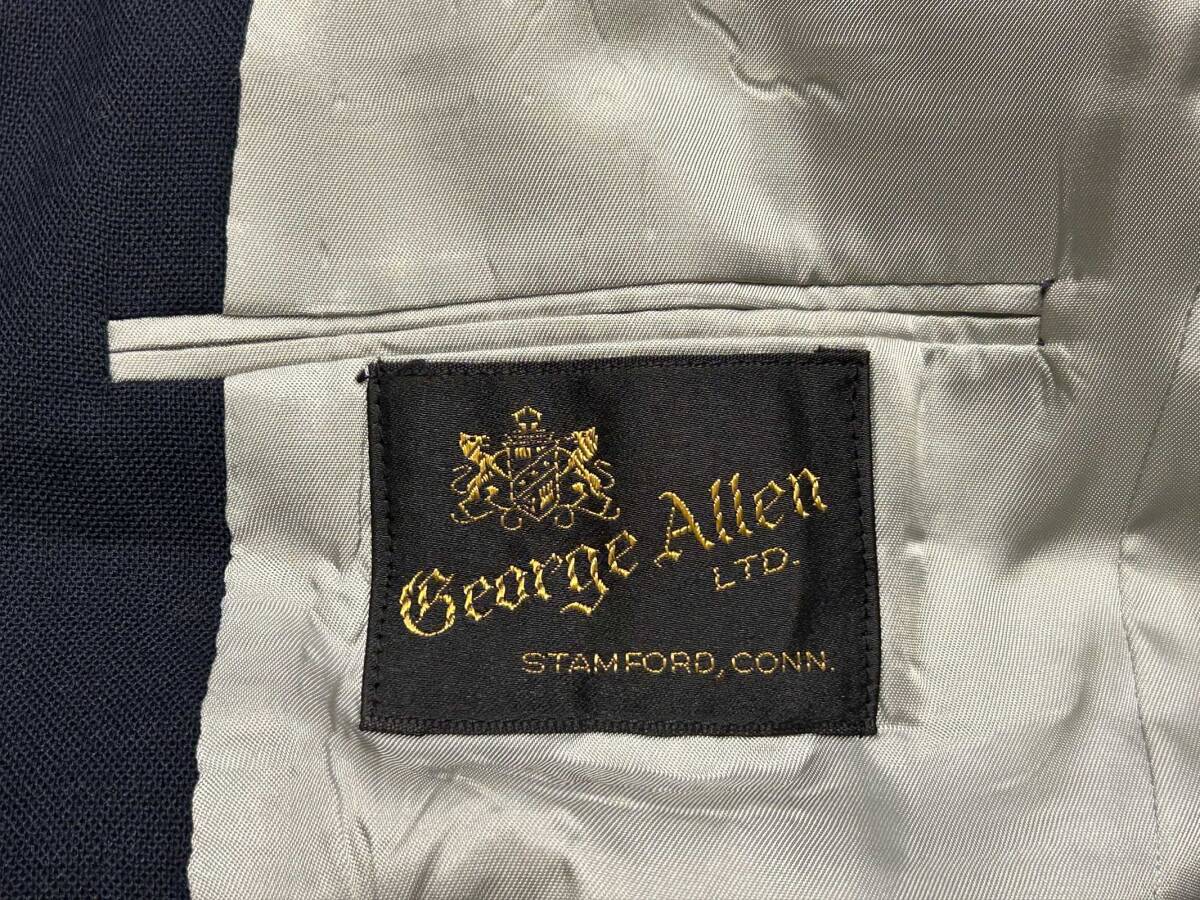 George Allen
LTD.
STAMFORD, CONN.